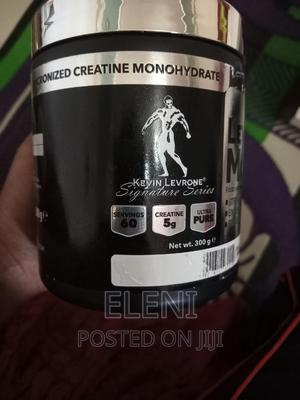 MICRONIZED CREATINE MONOHYDRATE
KEVIN LEVRONE®
Signature Series
SERVINGS
60
CREATINE
5g
ULTRA
PURE
Net wt. 300 g
ELENI
POSTED ON JIJI